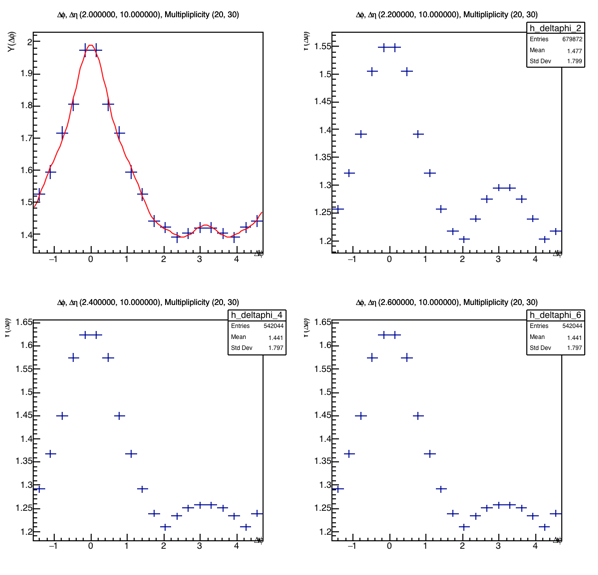 Δφ, Δη (2.000000, 10.000000), Multipliplicity (20, 30)
Y(Δφ)
2
1.9
1.8
1.7
1.6
1.5
1.4
−1 0 1 2 3 4
Δφ, Δη (2.200000, 10.000000), Multipliplicity (20, 30)
h_deltaphi_2
Entries 679872
Mean 1.477
Std Dev 1.799
1.55
1.5
1.45
1.4
1.35
1.3
1.25
1.2
−1 0 1 2 3 4
Δφ, Δη (2.400000, 10.000000), Multipliplicity (20, 30)
h_deltaphi_4
Entries 542044
Mean 1.441
Std Dev 1.797
1.65
1.6
1.55
1.5
1.45
1.4
1.35
1.3
1.25
1.2
−1 0 1 2 3 4
Δφ, Δη (2.600000, 10.000000), Multipliplicity (20, 30)
h_deltaphi_6
Entries 542044
Mean 1.441
Std Dev 1.797
1.65
1.6
1.55
1.5
1.45
1.4
1.35
1.3
1.25
1.2
−1 0 1 2 3 4